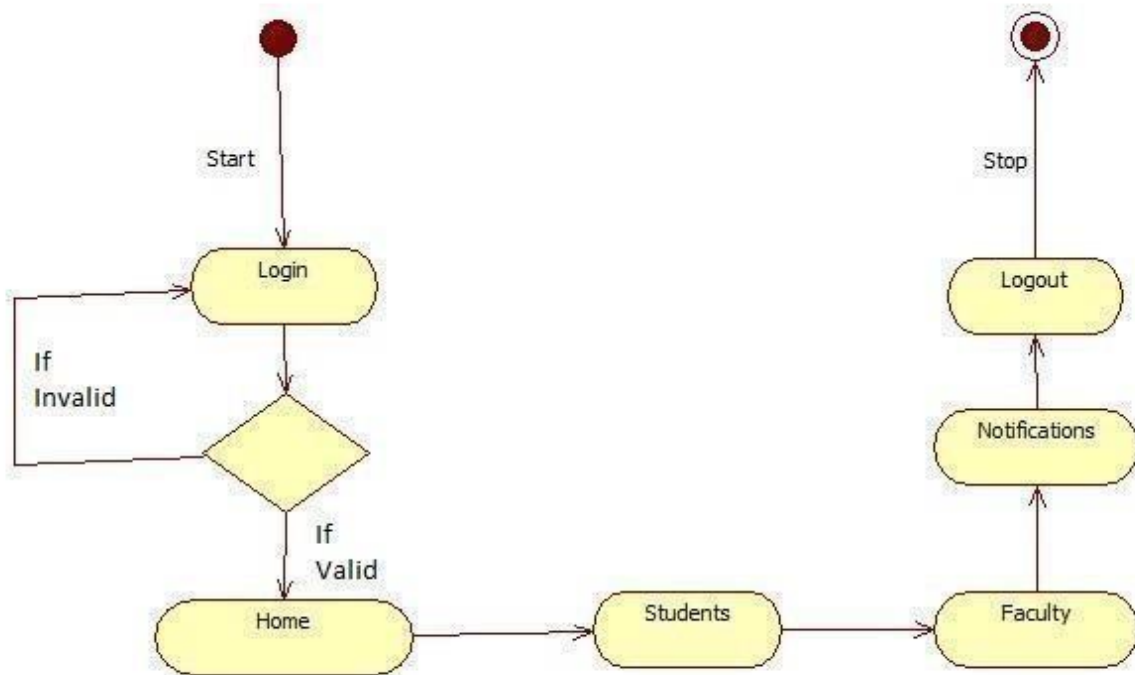 Start
Login
If
Invalid
If
Valid
Home
Students
Faculty
Notifications
Logout
Stop